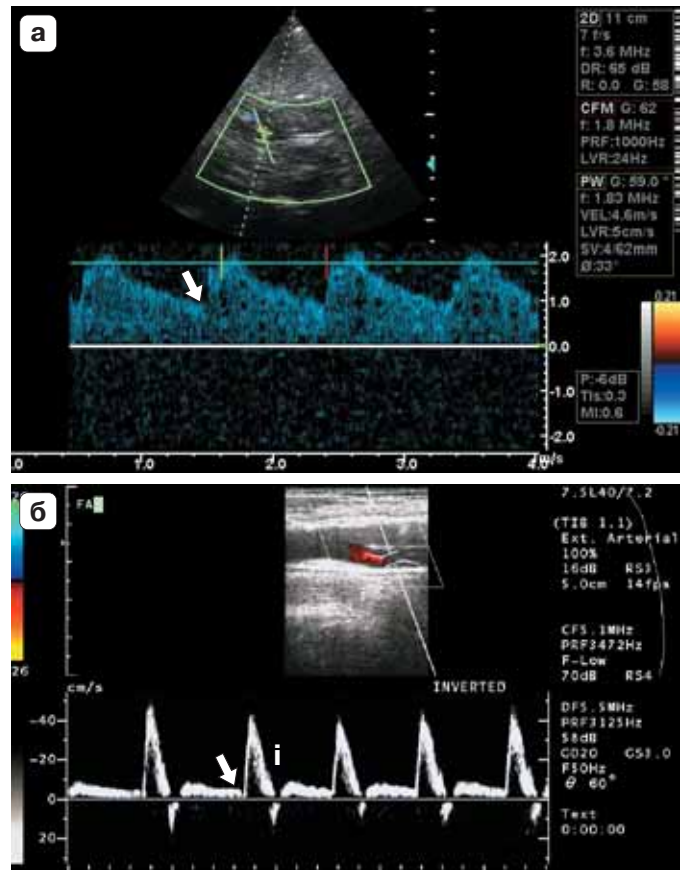 а
2D 11 cm
7 f/s
f: 3.6 MHz
DR: 65 dB
R: 0.0 G: 58
CFM G: 62
f: 1.8 MHz
PRF:1000Hz
LVR:24Hz
PW G: 59.0
f: 1.83 MHz
VEL:4.6m/s
LVR:5cm/s
SV:4/62mm
Ø:33°
2.0
1.0
0.0
-1.0
-2.0
0.21
-0.21
P:-6dB
TIs:0.3
MI:0.6
.0
1.0
2.0
3.0
4.0
m/s
б
FA
26
7.5L40/7.2
(TIB 1.1)
Ext. Arterial
100%
16dB RS3
5.0cm 14fps
CF5.1MHz
PRF3472Hz
F-Low
70dB RS4
cm/s
INVERTED
-40
-20
0
20
i
DF5.5MHz
PRF3125Hz
58dB
GD20 GS3.0
F50Hz
θ 60°
Text
0:00:00